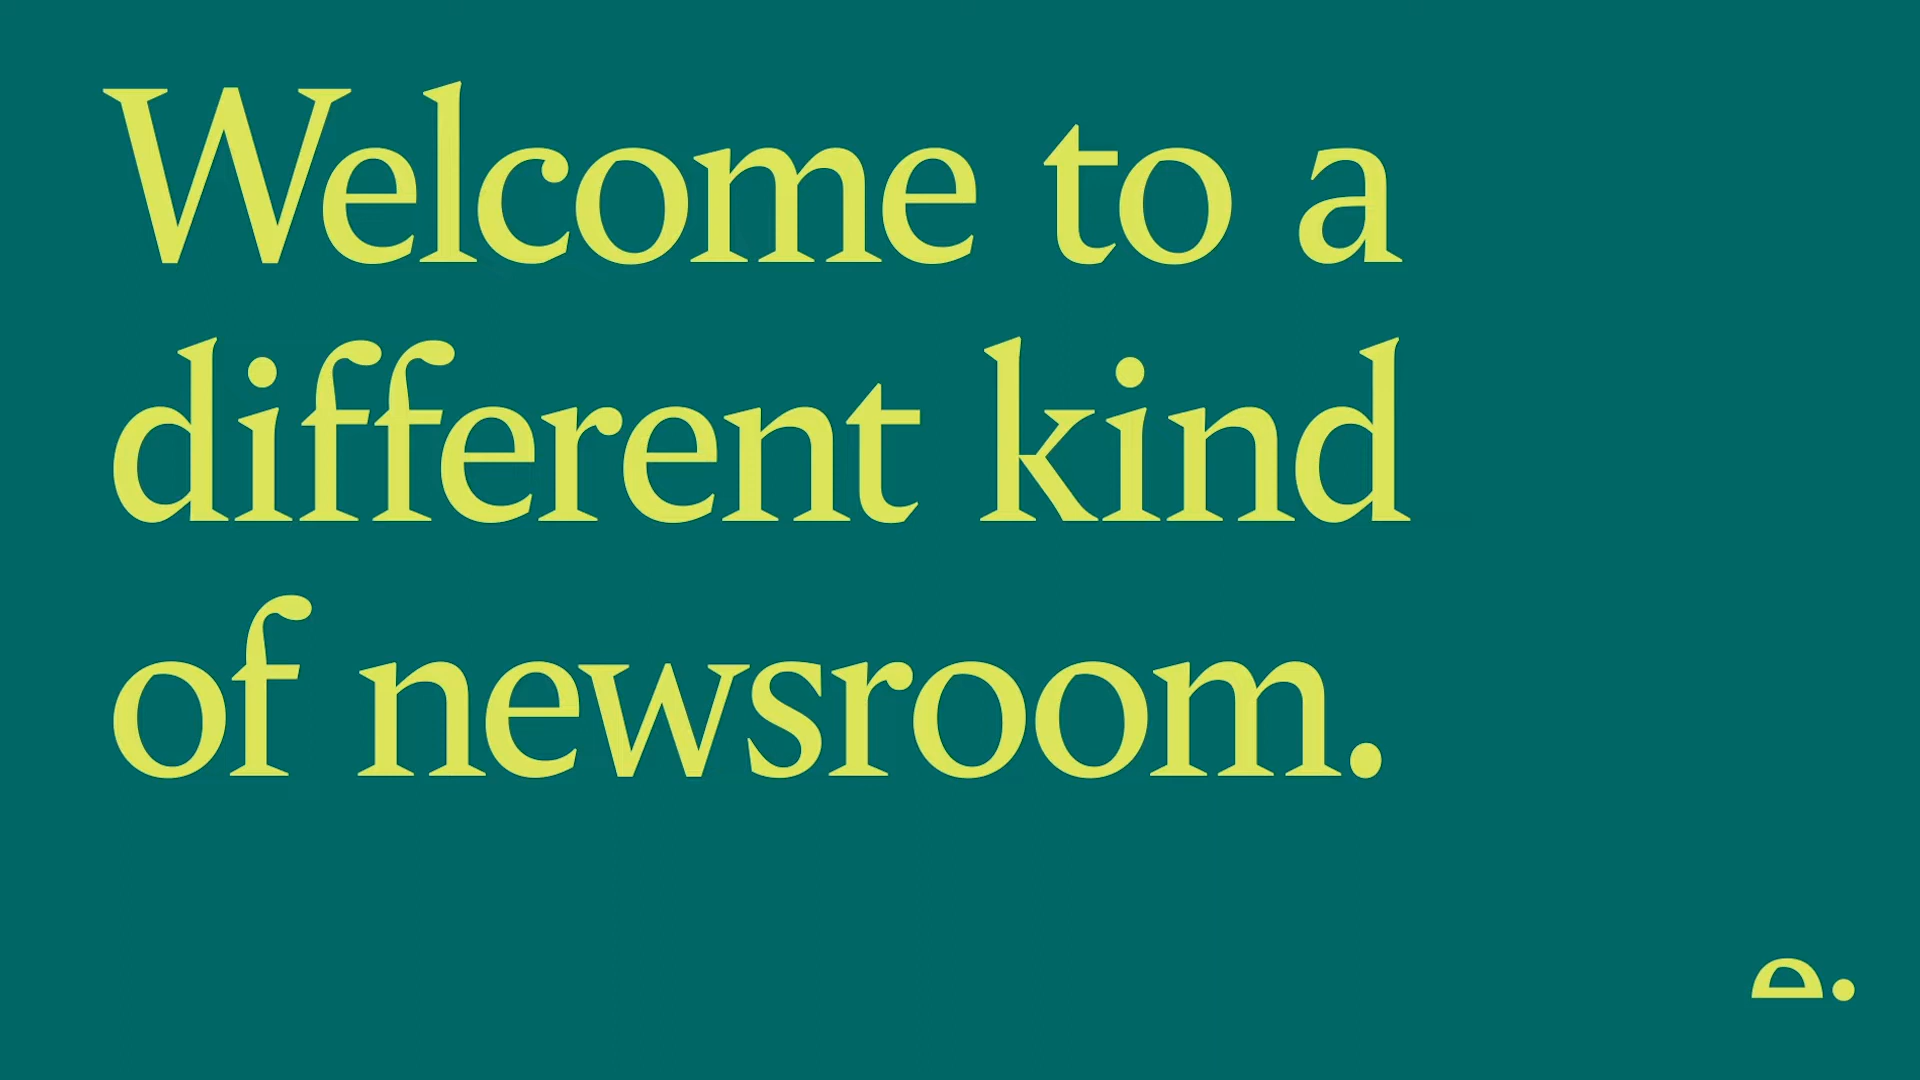 Welcome to a
different kind
of newsroom.